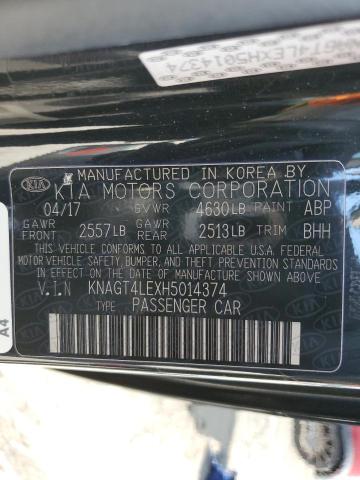 GT4LEXH5014374
MANUFACTURED IN KOREA BY
KIA KIA MOTORS CORPORATION
04/17 GVWR 4630LB PAINT ABP
GAWR FRONT 2557LB GAWR 2513LB TRIM BHH
THIS VEHICLE CONFORMS TO ALL APPLICABLE U.S. FEDERAL
MOTOR VEHICLE SAFETY, BUMPER, AND THEFT PREVENTION
STANDARDS IN EFFECT ON THE DATE OF MANUFACTURE SHOWN
ABOVE.
V.I.N KNAGT4LEXH5014374
TYPE PASSENGER CAR
A4